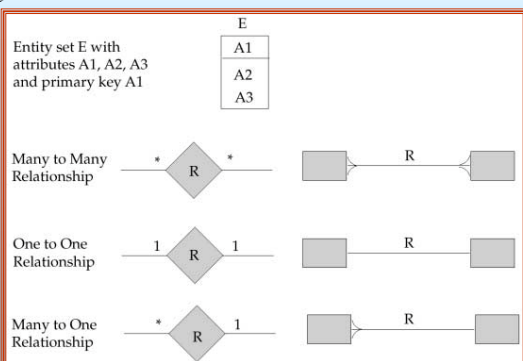 E
Entity set E with
attributes A1, A2, A3
and primary key A1
A1
A2
A3
Many to Many
Relationship
* R *
R
One to One
Relationship
1 R 1
R
Many to One
Relationship
* R 1
R